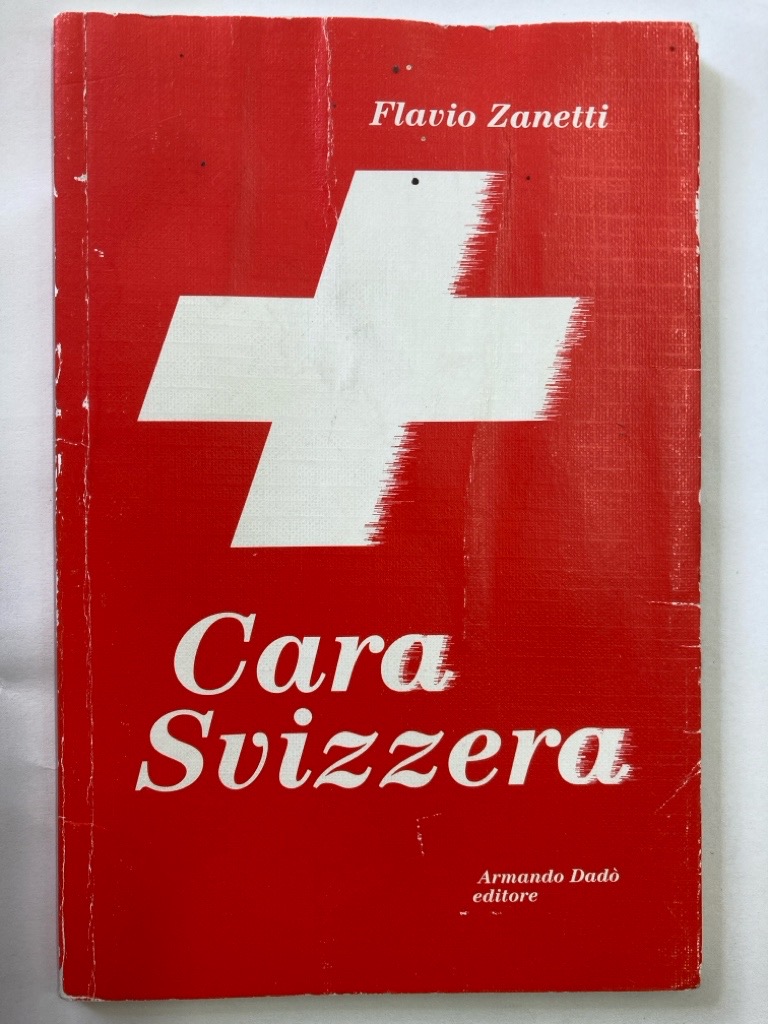 Flavio Zanetti
Cara
Svizzera
Armando Dadò
editore